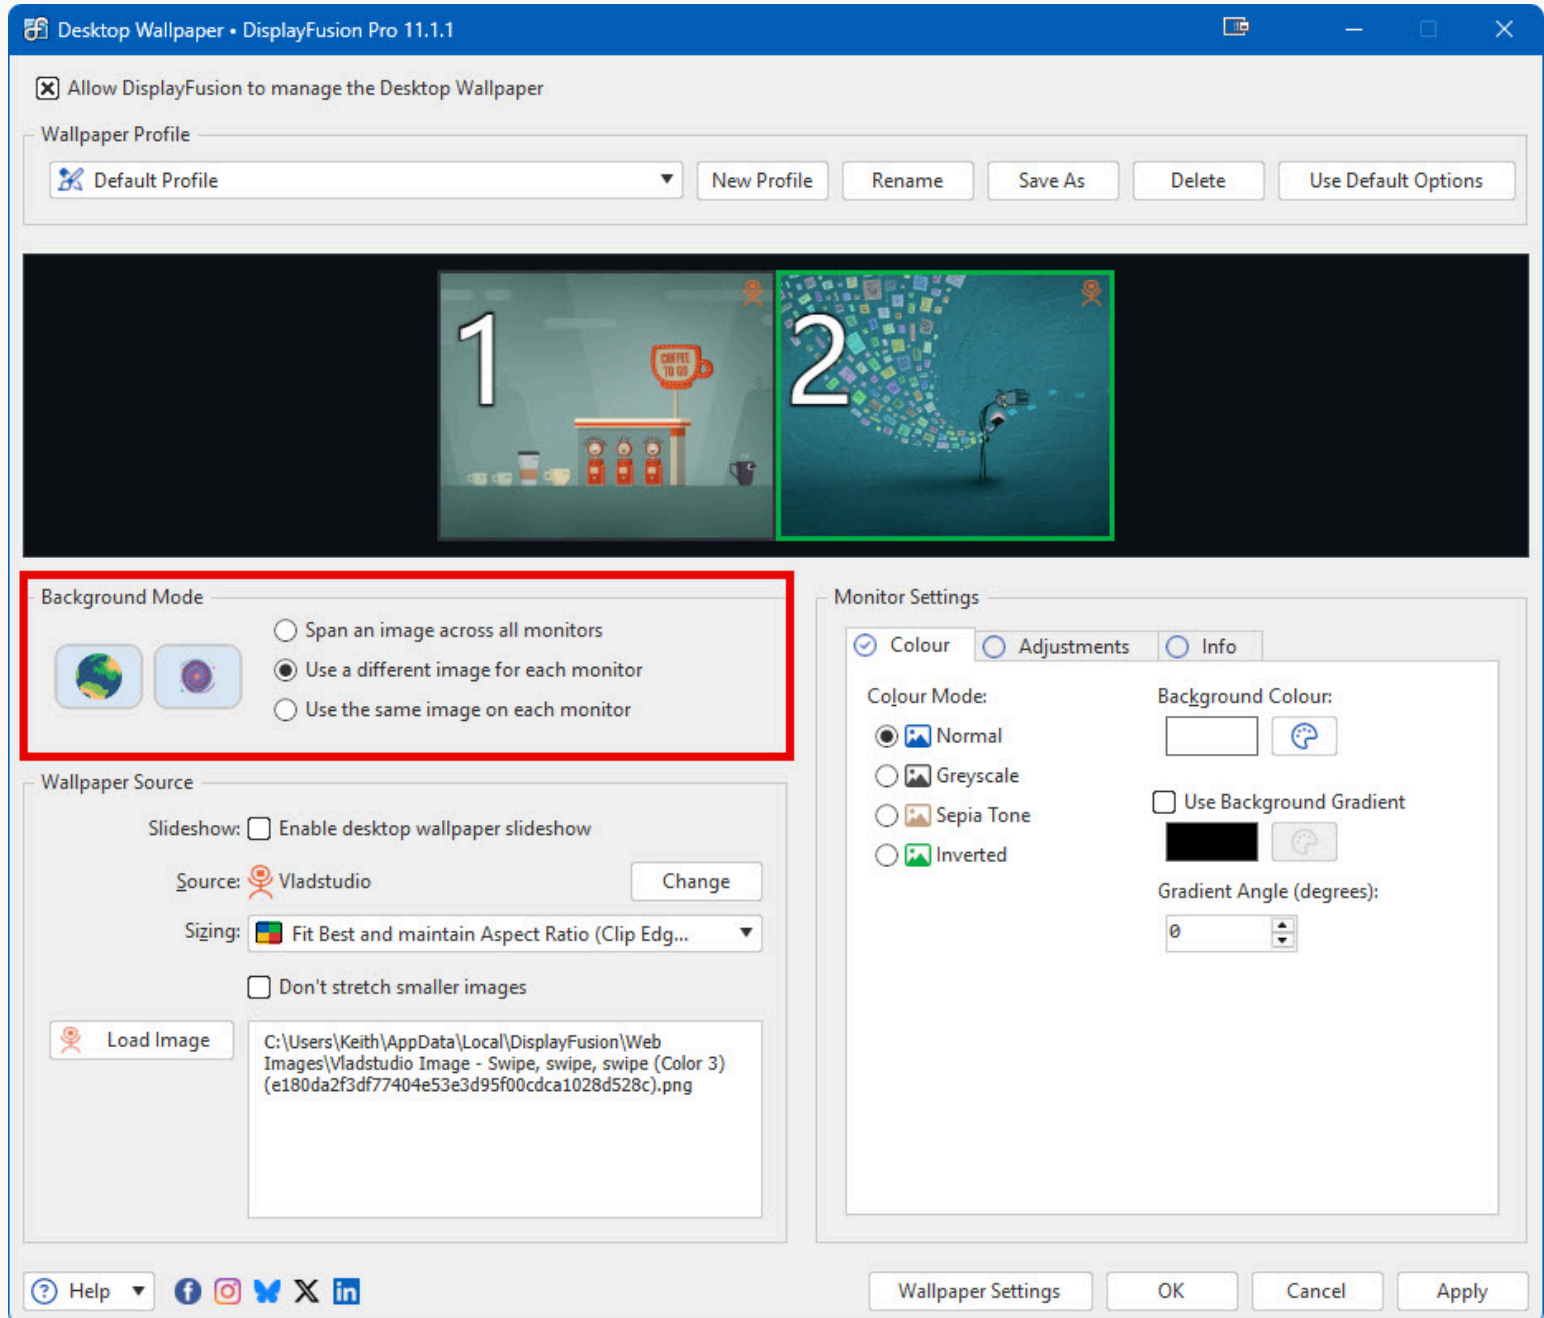 Desktop Wallpaper • DisplayFusion Pro 11.1.1
Allow DisplayFusion to manage the Desktop Wallpaper
Wallpaper Profile
Default Profile
New Profile
Rename
Save As
Delete
Use Default Options
1
COFFEE
TO GO
2
Background Mode
Span an image across all monitors
Use a different image for each monitor
Use the same image on each monitor
Wallpaper Source
Slideshow: Enable desktop wallpaper slideshow
Source: Vladstudio
Change
Sizing: Fit Best and maintain Aspect Ratio (Clip Edg...
Don't stretch smaller images
Load Image
C:\Users\Keith\AppData\Local\DisplayFusion\Web
Images\Vladstudio Image - Swipe, swipe, swipe (Color 3)
(e180da2f3df77404e53e3d95f00cdca1028d528c).png
Monitor Settings
Colour
Adjustments
Info
Colour Mode:
Normal
Greyscale
Sepia Tone
Inverted
Background Colour:
Use Background Gradient
Gradient Angle (degrees):
0
Help
Wallpaper Settings
OK
Cancel
Apply